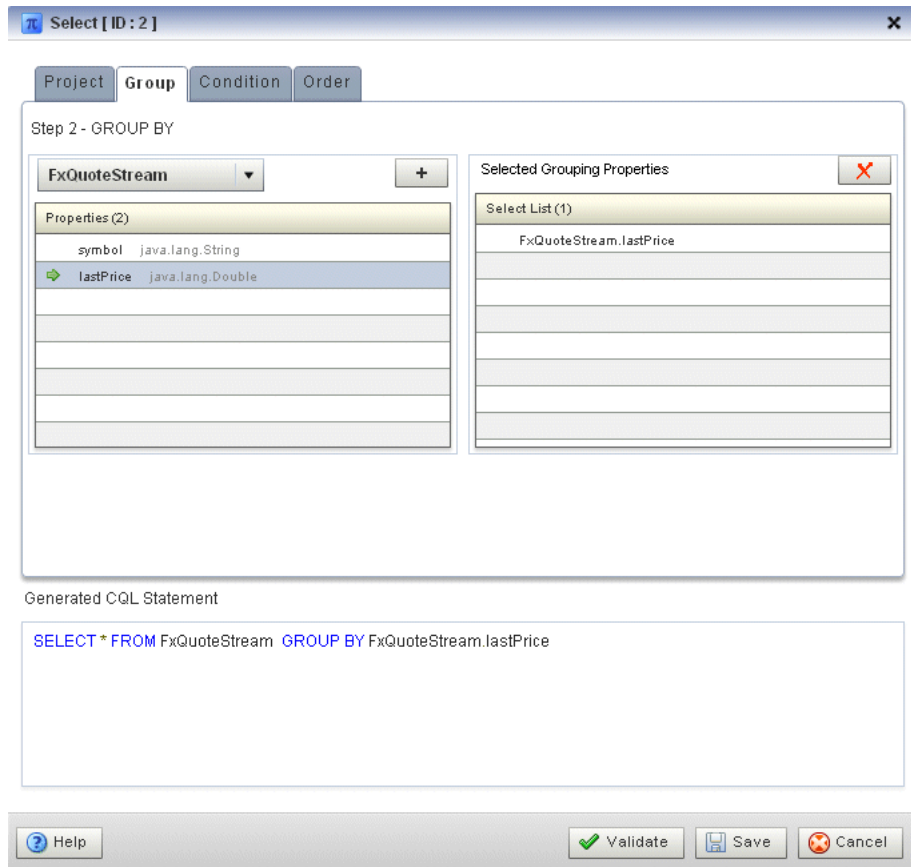 π Select [ ID : 2 ]
Project Group Condition Order
Step 2 - GROUP BY
FxQuoteStream
+
Selected Grouping Properties
Properties (2)
symbol java.lang.String
lastPrice java.lang.Double
Select List (1)
FxQuoteStream.lastPrice
Generated CQL Statement
SELECT * FROM FxQuoteStream GROUP BY FxQuoteStream.lastPrice
? Help
Validate
Save
Cancel